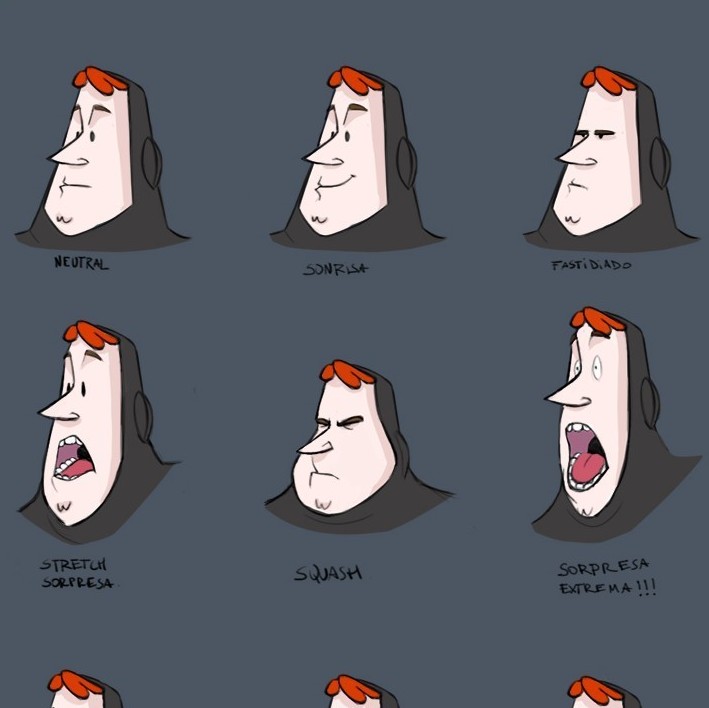 NEUTRAL
SONRISA
FASTIDIADO
STRETCH
SORPRESA.
SQUASH
SORPRESA
EXTREMA!!!